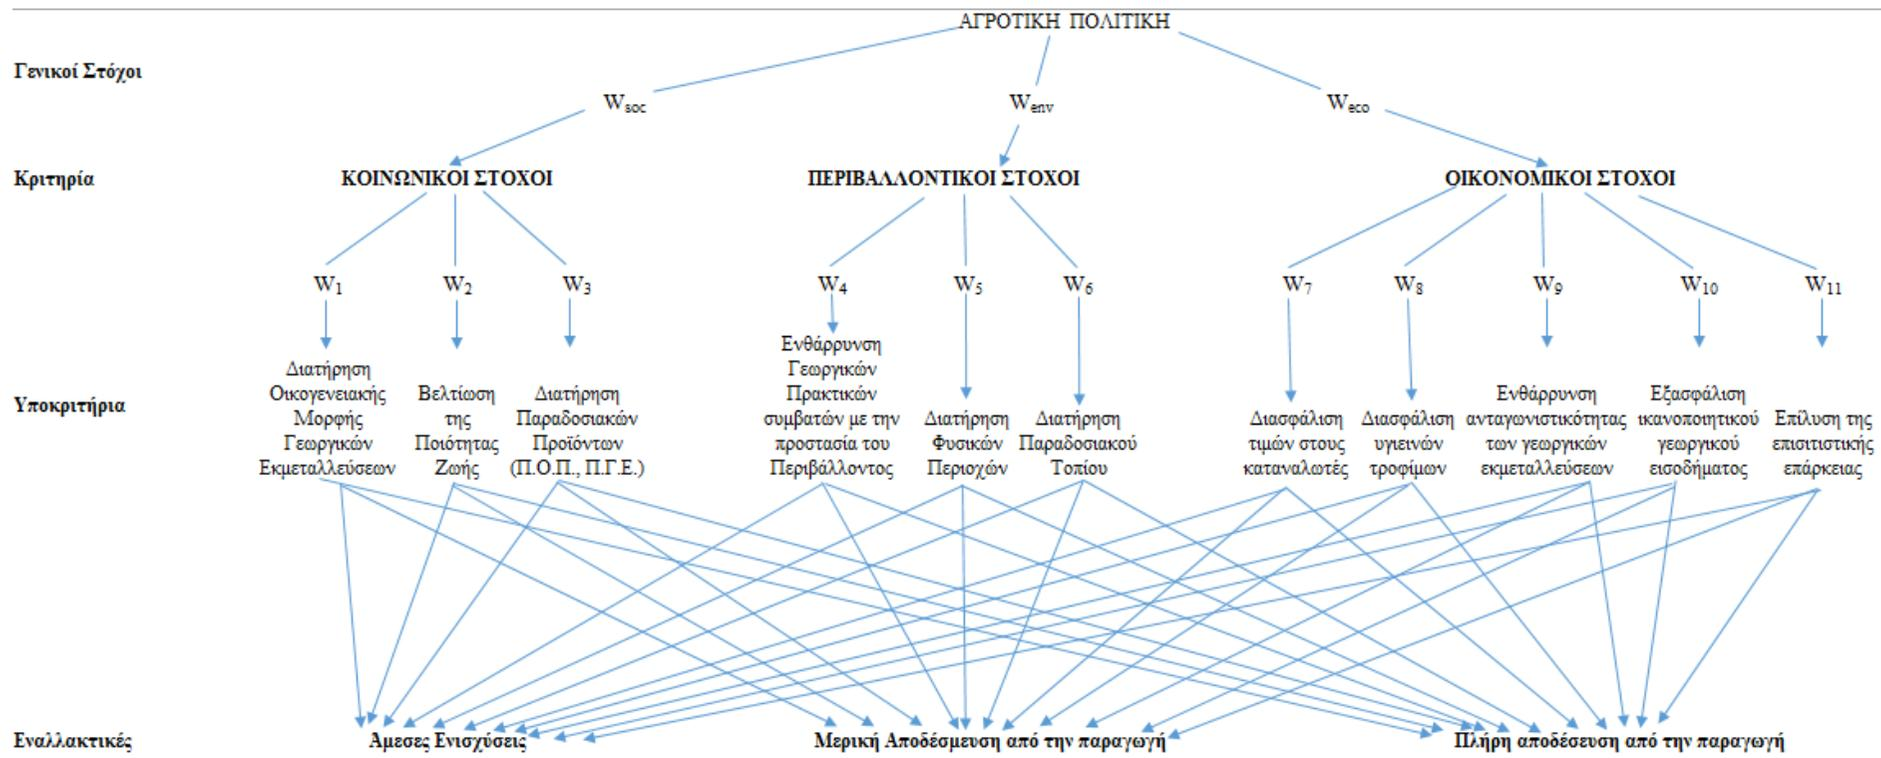 ΑΓΡΟΤΙΚΗ ΠΟΛΙΤΙΚΗ
Γενικοί Στόχοι
Wsoc
Wenv
Weco
Κριτηρία
ΚΟΙΝΩΝΙΚΟΙ ΣΤΟΧΟΙ
ΠΕΡΙΒΑΛΛΟΝΤΙΚΟΙ ΣΤΟΧΟΙ
ΟΙΚΟΝΟΜΙΚΟΙ ΣΤΟΧΟΙ
W1
W2
W3
W4
W5
W6
W7
W8
W9
W10
W11
Υποκριτήρια
Διατήρηση
Οικογενειακής
Μορφής
Γεωργικών
Εκμεταλλεύσεων
Βελτίωση
της
Ποιότητας
Ζωής
Διατήρηση
Παραδοσιακών
Προϊόντων
(Π.Ο.Π., Π.Γ.Ε.)
Ενθάρρυνση
Γεωργικών
Πρακτικών
συμβατών με την
προστασία του
Περιβάλλοντος
Διατήρηση
Φυσικών
Περιοχών
Διατήρηση
Παραδοσιακού
Τοπίου
Διασφάλιση
τιμών στους
καταναλωτές
Διασφάλιση
υγιεινών
τροφίμων
Ενθάρρυνση
ανταγωνιστικότητας
των γεωργικών
εκμεταλλεύσεων
Εξασφάλιση
ικανοποιητικού
γεωργικού
εισοδήματος
Επίλυση της
επισιτιστικής
επάρκειας
Εναλλακτικές
Άμεσες Ενισχύσεις
Μερική Αποδέσμευση από την παραγωγή
Πλήρη αποδέσευση από την παραγωγή